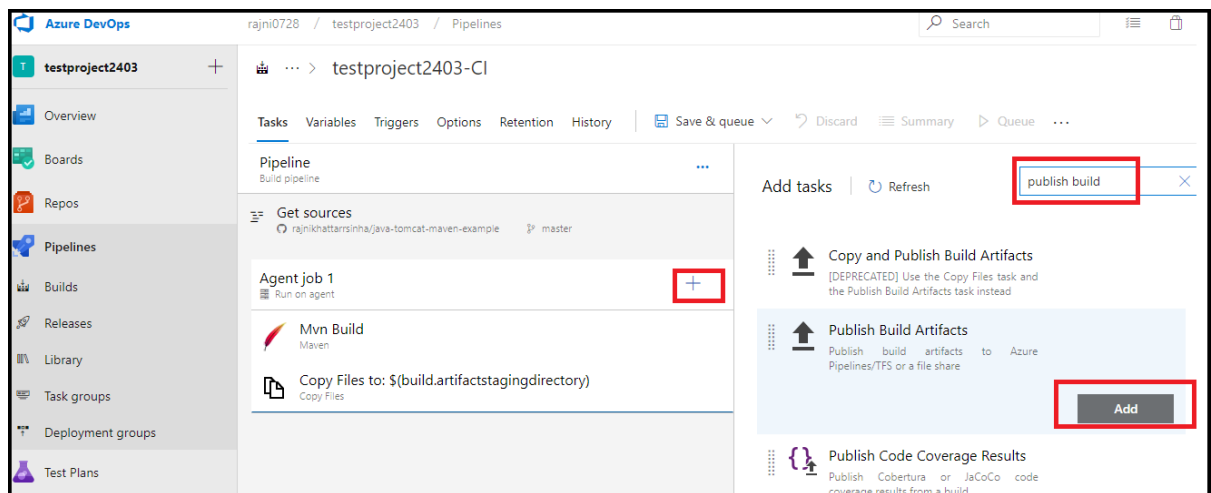 Azure DevOps
rajni0728 / testproject2403 / Pipelines
Search
T
testproject2403
··· > testproject2403-CI
Overview
Boards
Repos
Pipelines
Builds
Releases
Library
Task groups
Deployment groups
Test Plans
Tasks Variables Triggers Options Retention History Save & queue Discard Summary Queue ...
Pipeline
Build pipeline
Get sources
rajnikhattarrsinha/java-tomcat-maven-example master
Agent job 1
Run on agent
Mvn Build
Maven
Copy Files to: $(build.artifactstagingdirectory)
Copy Files
Add tasks Refresh
publish build
Copy and Publish Build Artifacts
[DEPRECATED] Use the Copy Files task and
the Publish Build Artifacts task instead
Publish Build Artifacts
Publish build artifacts to Azure
Pipelines/TFS or a file share
Add
Publish Code Coverage Results
Publish Cobertura or JaCoCo code
coverage results from a build